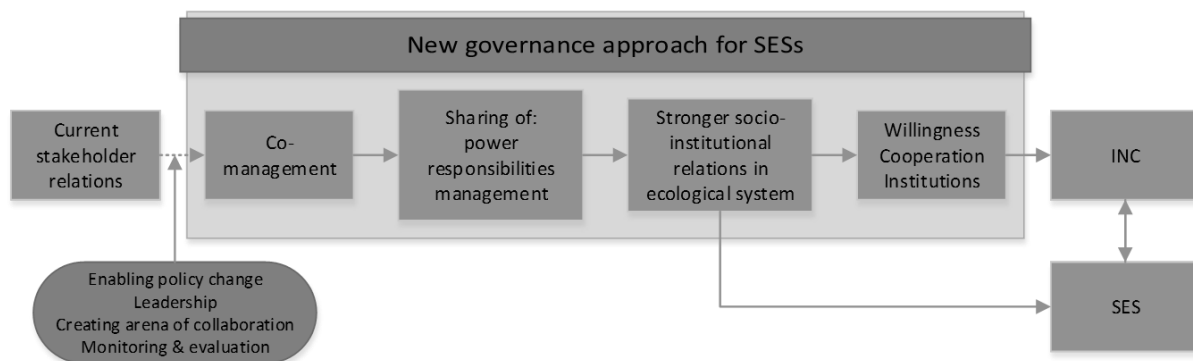 New governance approach for SESs
Current
stakeholder
relations
Co-
management
Sharing of:
power
responsibilities
management
Stronger socio-
institutional
relations in
ecological system
Willingness
Cooperation
Institutions
INC
Enabling policy change
Leadership
Creating arena of collaboration
Monitoring & evaluation
SES